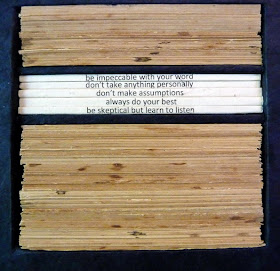 be impeccable with your word
don't take anything personally
don't make assumptions
always do your best
be skeptical but learn to listen